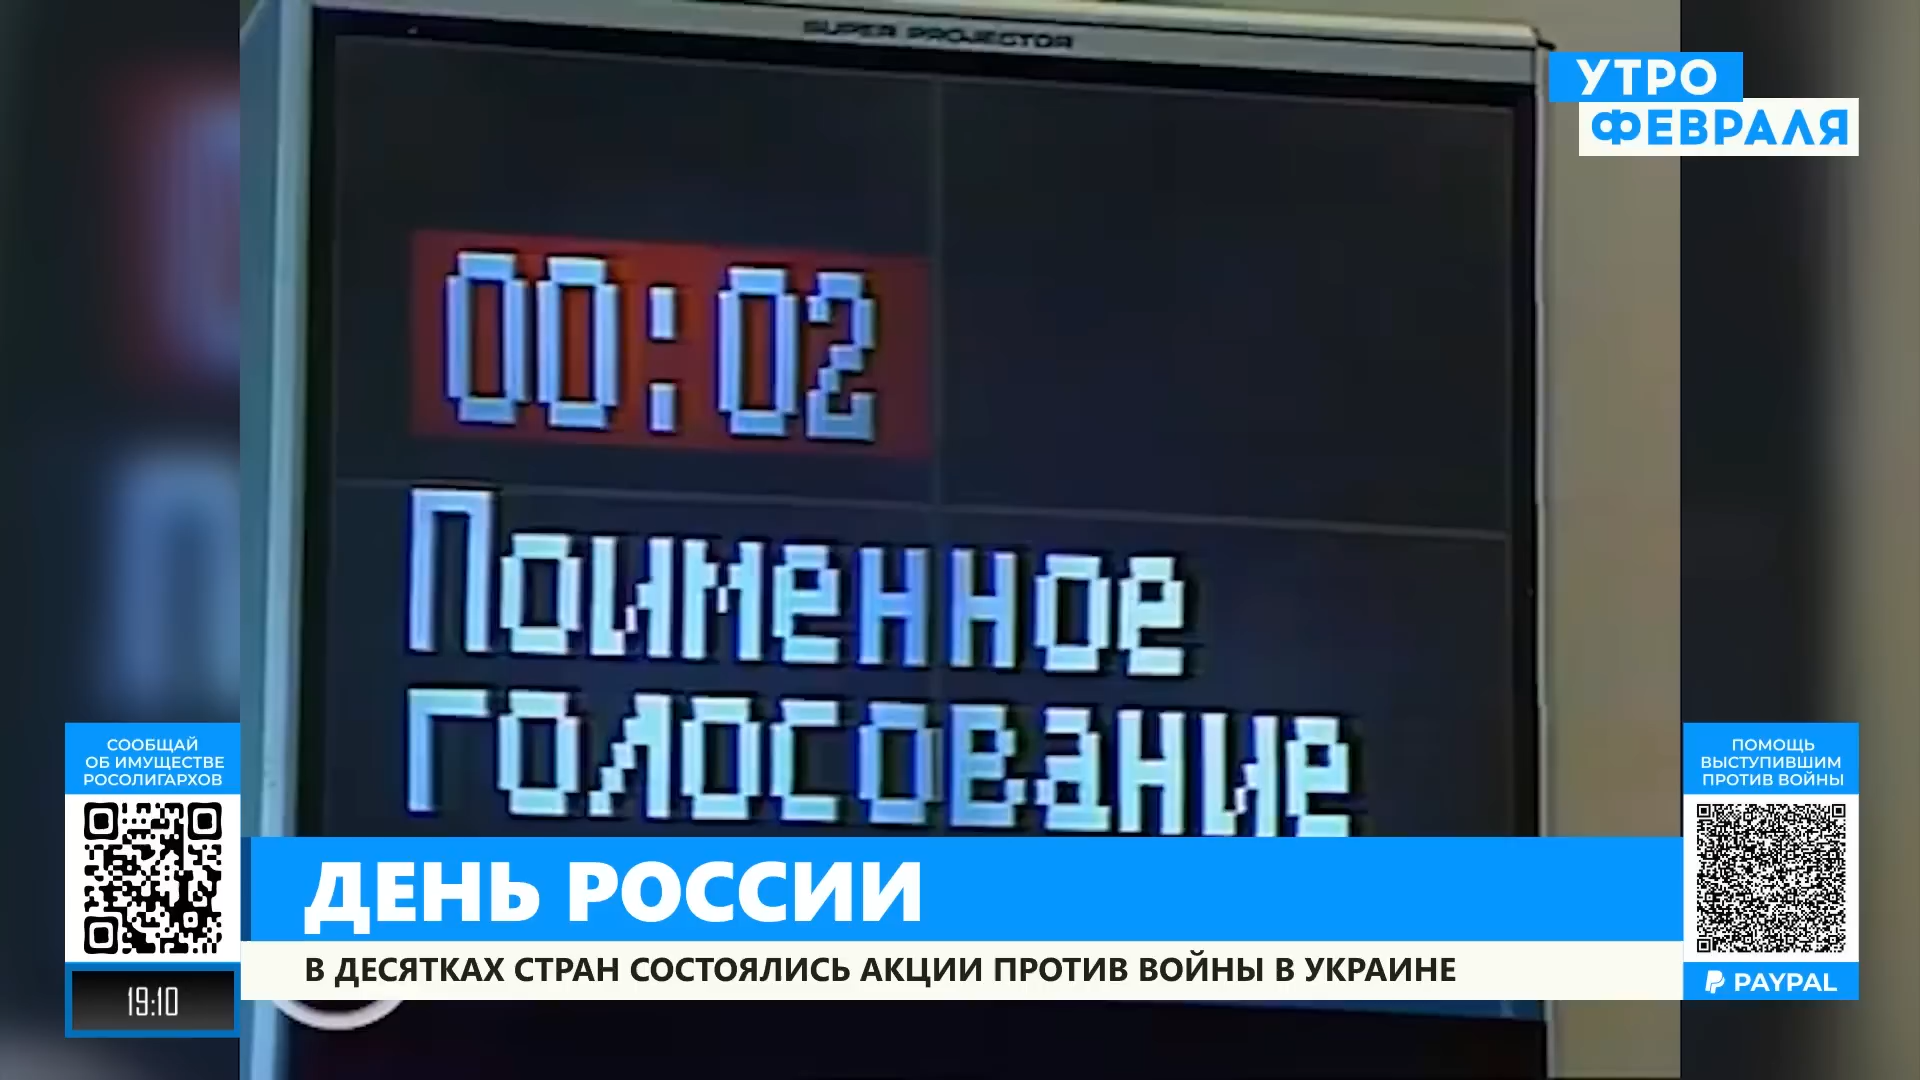 SUPER PROJECTOR
УТРО
ФЕВРАЛЯ
00:02
Поименное
голосование
СООБЩАЙ
ОБ ИМУЩЕСТВЕ
РОСОЛИГАРХОВ
ПОМОЩЬ
ВЫСТУПИВШИМ
ПРОТИВ ВОЙНЫ
ДЕНЬ РОССИИ
В ДЕСЯТКАХ СТРАН СОСТОЯЛИСЬ АКЦИИ ПРОТИВ ВОЙНЫ В УКРАИНЕ
19:10
PAYPAL